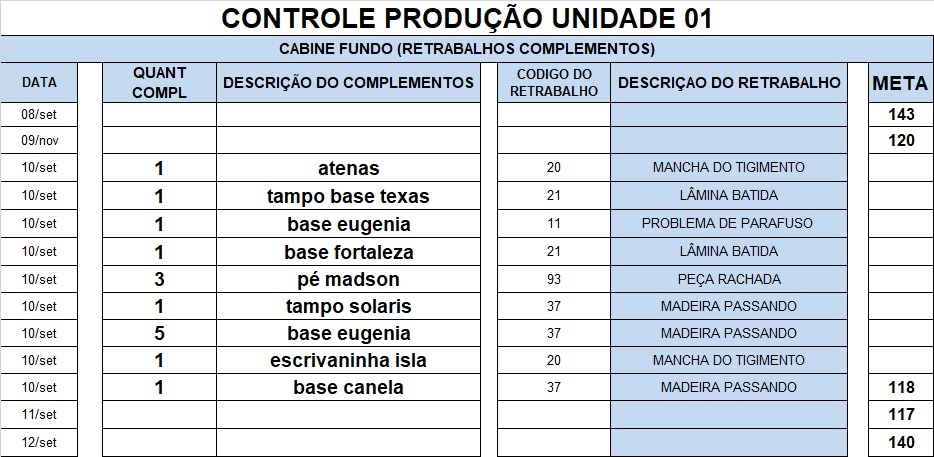 CONTROLE PRODUÇÃO UNIDADE 01
CABINE FUNDO (RETRABALHOS COMPLEMENTOS)
DATA QUANT COMPL DESCRIÇÃO DO COMPLEMENTOS CODIGO DO RETRABALHO DESCRIÇAO DO RETRABALHO META
08/set 143
09/nov 120
10/set 1 atenas 20 MANCHA DO TIGIMENTO
10/set 1 tampo base texas 21 LÂMINA BATIDA
10/set 1 base eugenia 11 PROBLEMA DE PARAFUSO
10/set 1 base fortaleza 21 LÂMINA BATIDA
10/set 3 pé madson 93 PEÇA RACHADA
10/set 1 tampo solaris 37 MADEIRA PASSANDO
10/set 5 base eugenia 37 MADEIRA PASSANDO
10/set 1 escrivaninha isla 20 MANCHA DO TIGIMENTO
10/set 1 base canela 37 MADEIRA PASSANDO 118
11/set 117
12/set 140